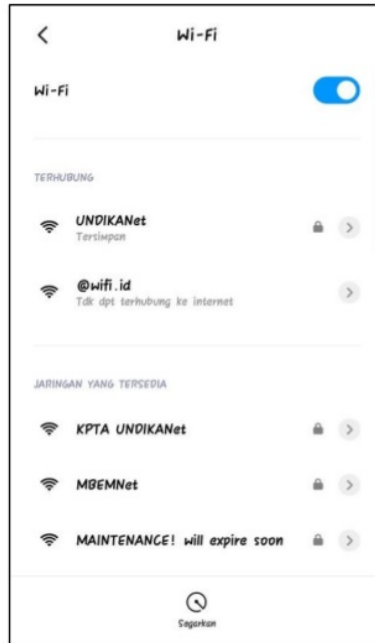 Wi-Fi
Wi-Fi
TERHUBUNG
UNDIKANet
Tersimpan
@wifi.id
Tdk dpt terhubung ke internet
JARINGAN YANG TERSEDIA
KPTA UNDIKANet
MBEMNet
MAINTENANCE! will expire soon
Segarkan